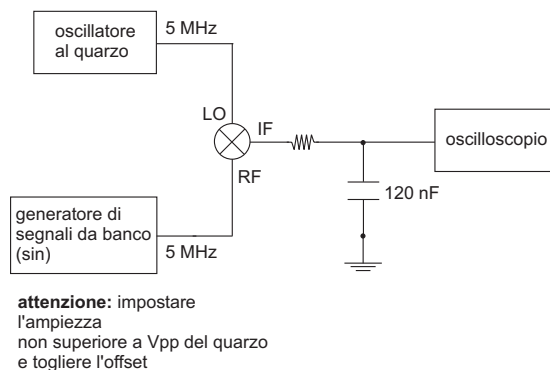 oscillatore
al quarzo
5 MHz
LO
IF
RF
oscilloscopio
120 nF
generatore di
segnali da banco
(sin)
5 MHz
attenzione: impostare
l'ampiezza
non superiore a Vpp del quarzo
e togliere l'offset